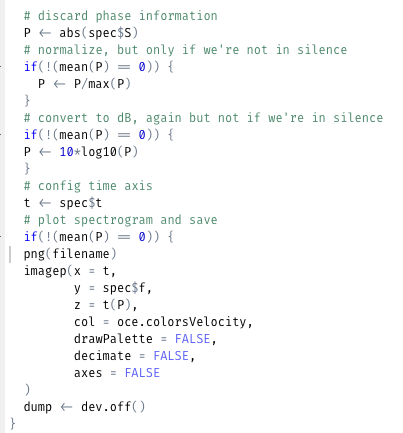 # discard phase information
P <- abs(spec$S)
# normalize, but only if we're not in silence
if(!(mean(P) == 0)) {
P <- P/max(P)
}
# convert to dB, again but not if we're in silence
if(!(mean(P) == 0)) {
P <- 10*log10(P)
}
# config time axis
t <- spec$t
# plot spectrogram and save
if(!(mean(P) == 0)) {
png(filename)
imagep(x = t,
y = spec$f,
z = t(P),
col = oce.colorsVelocity,
drawPalette = FALSE,
decimate = FALSE,
axes = FALSE
)
dump <- dev.off()
}